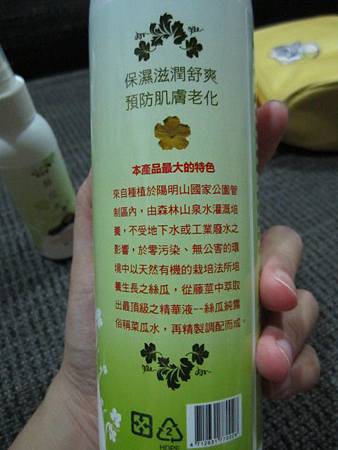 保濕滋潤舒爽
預防肌膚老化
本產品最大的特色
來自種植於陽明山國家公園管
制區內，由森林山泉水灌溉培
養，不受地下水或工業廢水之
影響，於零污染、無公害的環
境中以天然有機的栽培法所培
養生長之絲瓜，從藤莖中萃取
出最頂級之精華液--絲瓜純露
俗稱菜瓜水，再精製調配而成。
2
HDPE